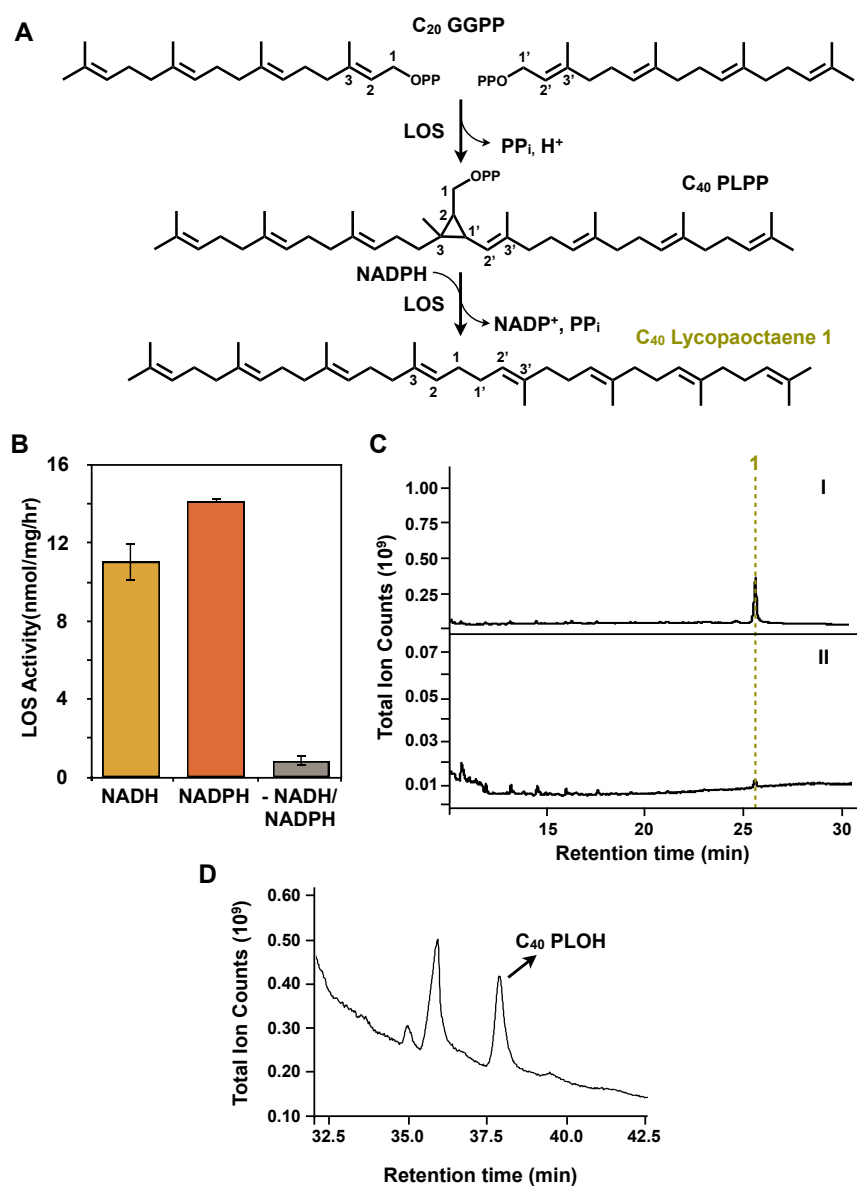 A
C₂₀ GGPP
1
3
2
OPP
1'
PPO
2'
3'
LOS
PPᵢ, H⁺
OPP
1
C₄₀ PLPP
2
1'
3
2'
3'
NADPH
LOS
NADP⁺, PPᵢ
C₄₀ Lycopaoctaene 1
3
2
1
1'
2'
3'
B
LOS Activity(nmol/mg/hr)
16
12
8
4
0
NADH
NADPH
- NADH/
NADPH
C
1
I
Total Ion Counts (10⁹)
1.00
0.75
0.50
0.25
II
0.07
0.05
0.03
0.01
15
20
25
30
Retention time (min)
D
Total Ion Counts (10⁹)
0.60
0.50
0.40
0.30
0.20
0.10
C₄₀ PLOH
32.5
35.0
37.5
40.0
42.5
Retention time (min)